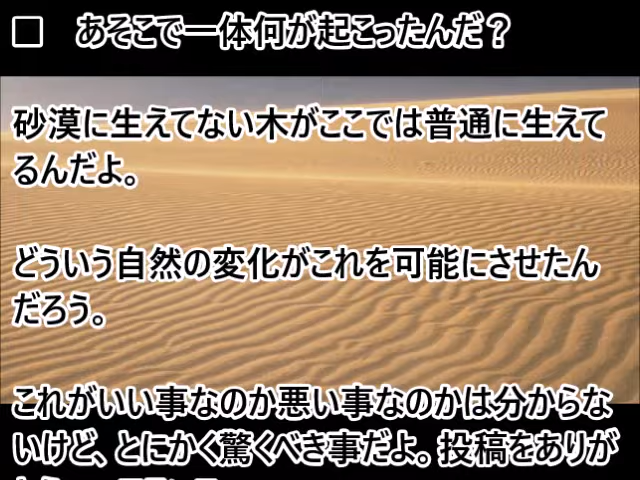 □ あそこで一体何が起こったんだ？
砂漠に生えてない木がここでは普通に生えて
るんだよ。
どういう自然の変化がこれを可能にさせたん
だろう。
これがいい事なのか悪い事なのかは分からな
いけど、とにかく驚くべき事だよ。投稿をありが